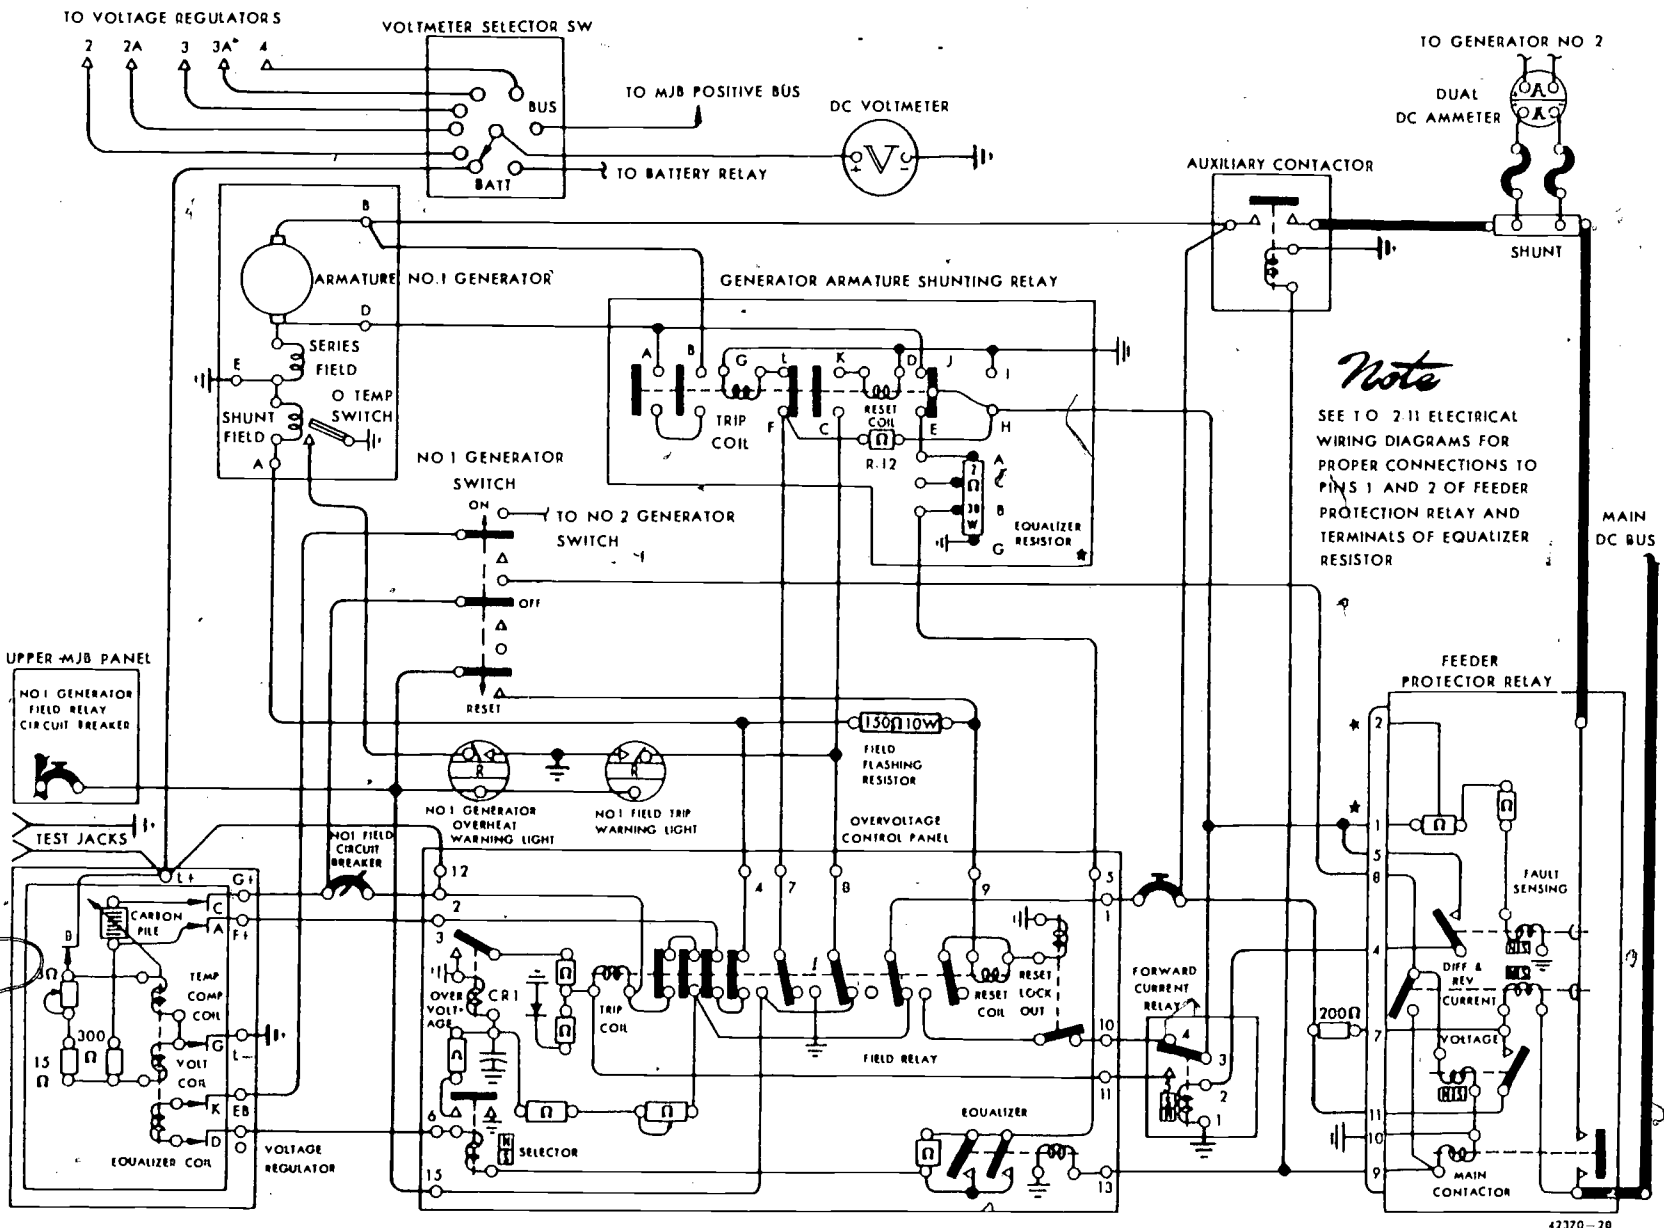 TO VOLTAGE REGULATORS
2 2A 3 3A 4
VOLTMETER SELECTOR SW
BUS
BATT
TO MJB POSITIVE BUS
TO BATTERY RELAY
DC VOLTMETER
V
+ -
TO GENERATOR NO 2
DUAL
DC AMMETER
A
A
AUXILIARY CONTACTOR
SHUNT
B
ARMATURE NO.1 GENERATOR
D
SERIES
FIELD
E
O TEMP
SWITCH
SHUNT
FIELD
A
GENERATOR ARMATURE SHUNTING RELAY
A B G L K D J I
TRIP
COIL
RESET
COIL
F C E H
Ω
R-12
A
C
B
G
2
Ω
30
W
EQUALIZER
RESISTOR
Note
SEE T O 2-11 ELECTRICAL
WIRING DIAGRAMS FOR
PROPER CONNECTIONS TO
PINS 1 AND 2 OF FEEDER
PROTECTION RELAY AND
TERMINALS OF EQUALIZER
RESISTOR
MAIN
DC BUS
NO 1 GENERATOR
SWITCH
ON
TO NO 2 GENERATOR
SWITCH
OFF
RESET
UPPER MJB PANEL
NO 1 GENERATOR
FIELD RELAY
CIRCUIT BREAKER
TEST JACKS
150Ω10W
FIELD
FLASHING
RESISTOR
R
R
NO 1 GENERATOR
OVERHEAT
WARNING LIGHT
NO 1 FIELD TRIP
WARNING LIGHT
OVERVOLTAGE
CONTROL PANEL
NO1 FIELD
CIRCUIT
BREAKER
FEEDER
PROTECTOR RELAY
2
1
5
8
4
7
11
10
9
Ω
Ω
FAULT
SENSING
DIFF &
REV
CURRENT
VOLTAGE
MAIN
CONTACTOR
200Ω
L+
G+
C
A
F+
CARBON
PILE
B
TEMP
COMP
COIL
300
Ω
15
Ω
VOLT
COIL
G
L-
K
EB
D
EQUALIZER COIL
VOLTAGE
REGULATOR
12
2
3
4 7 8 9 5
1
OVER
VOLT-
AGE
CR1
Ω
Ω
Ω
TRIP
COIL
RESET
COIL
RESET
LOCK
OUT
FIELD RELAY
10
11
6
15
13
Ω
Ω
SELECTOR
EQUALIZER
Ω
FORWARD
CURRENT
RELAY
4
3
2
1
42370-28